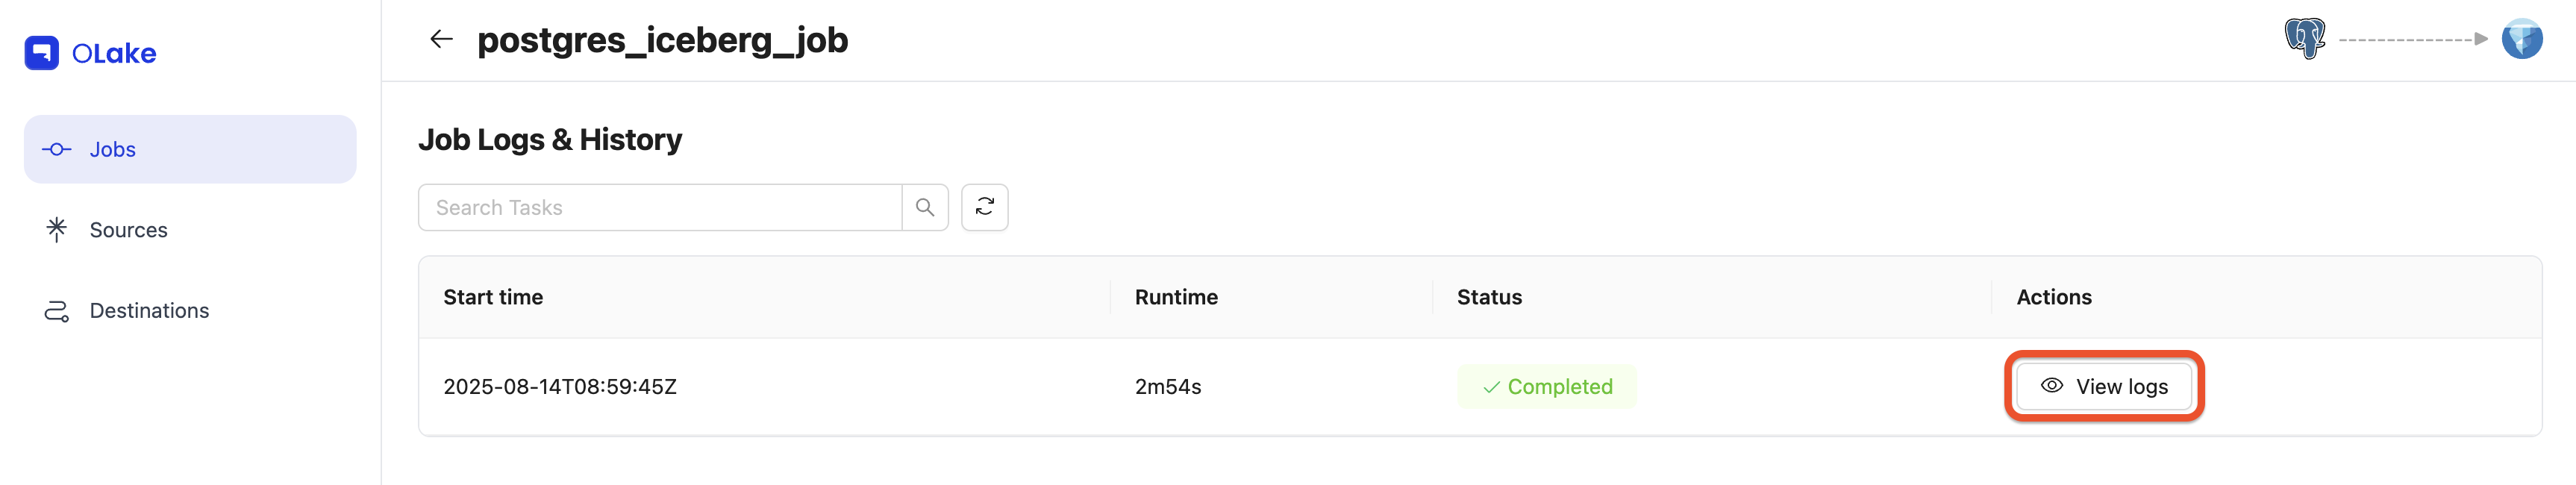 OLake
Jobs
Sources
Destinations
postgres_iceberg_job
Job Logs & History
Search Tasks
Start time Runtime Status Actions
2025-08-14T08:59:45Z 2m54s Completed View logs